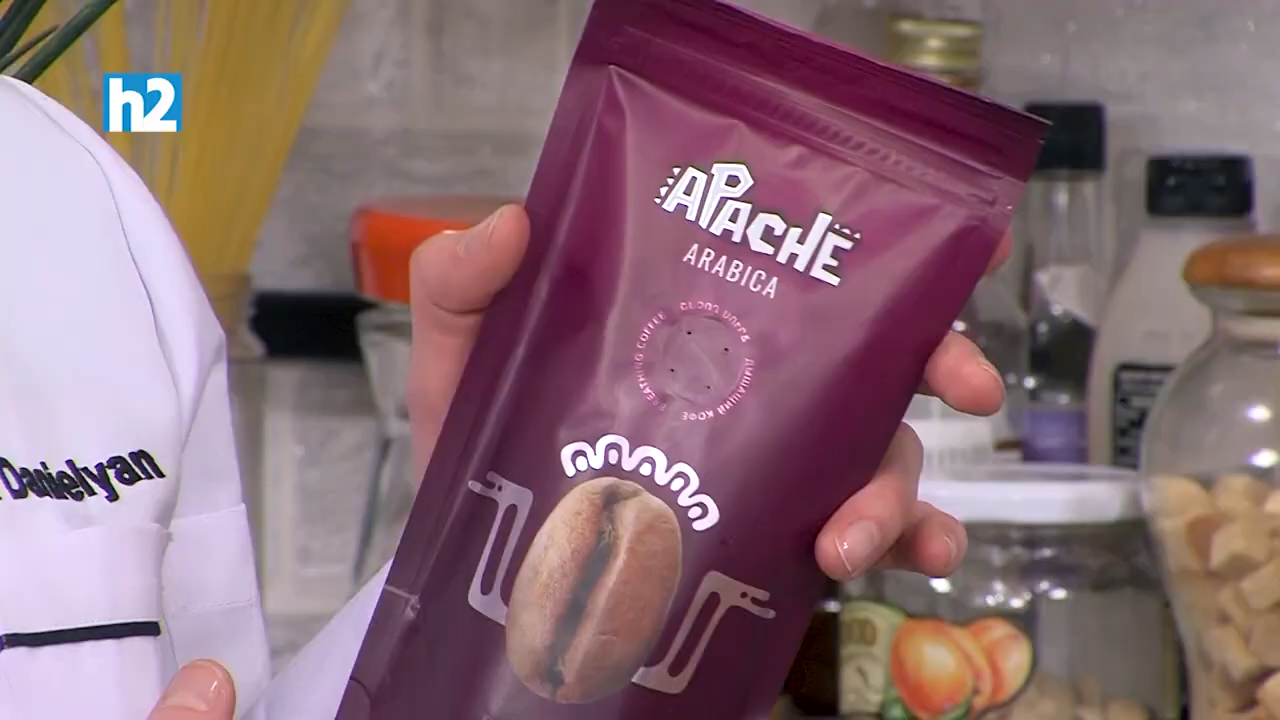 h2
APACHE
ARABICA
BREATHING COFFEE
ДЫШАЩИЙ КОФЕ
Danielyan